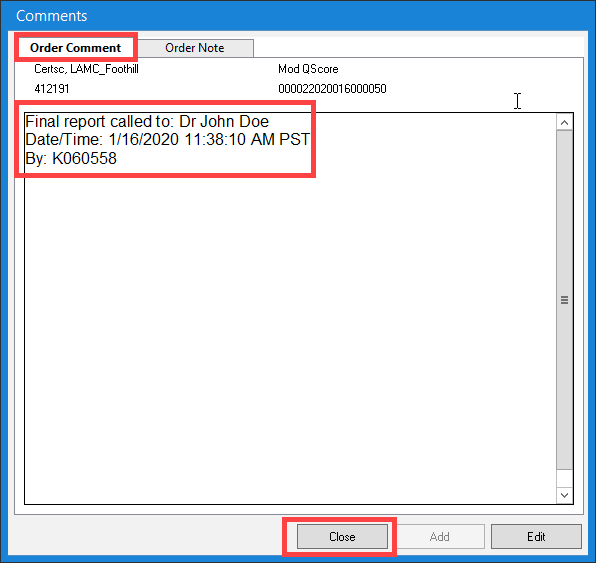 Comments
Order Comment Order Note
Certsc, LAMC_Foothill Mod QScore
412191 000022020016000050
Final report called to: Dr John Doe
Date/Time: 1/16/2020 11:38:10 AM PST
By: K060558
Close Add Edit